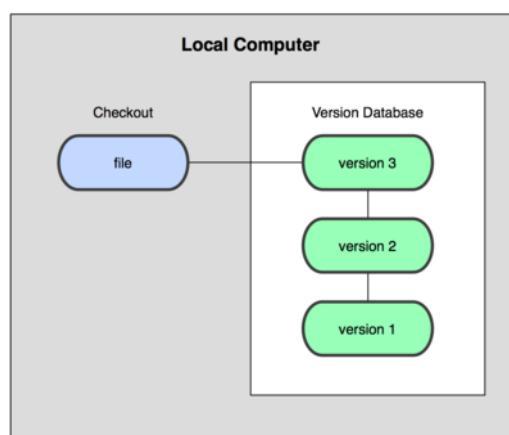 Local Computer
Checkout
Version Database
file
version 3
version 2
version 1